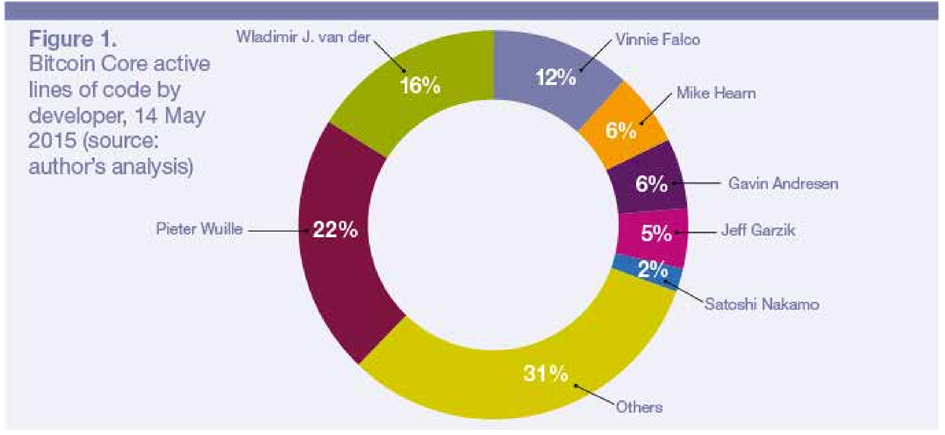 Figure 1.
Bitcoin Core active
lines of code by
developer, 14 May
2015 (source:
author's analysis)
Wladimir J. van der
16%
Vinnie Falco
12%
Mike Hearn
6%
Gavin Andresen
6%
Jeff Garzik
5%
Satoshi Nakamo
2%
Others
31%
Pieter Wuille
22%